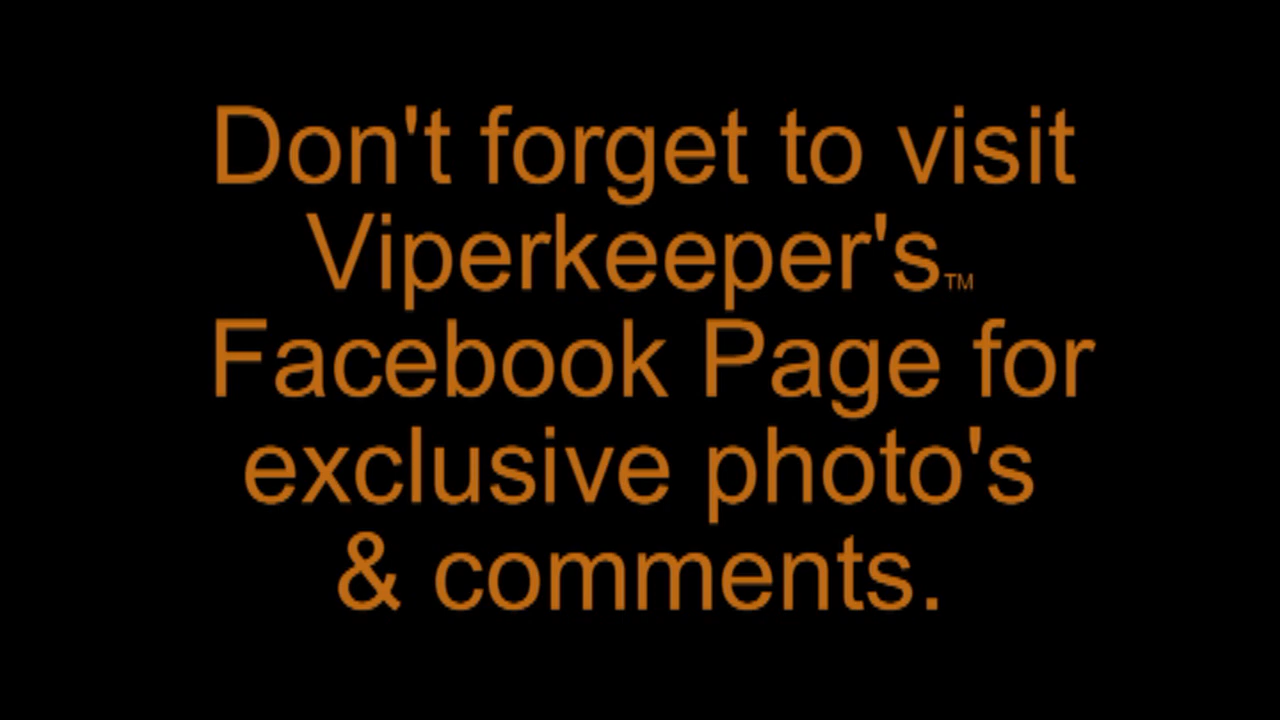 Don't forget to visit
Viperkeeper's™
Facebook Page for
exclusive photo's
& comments.